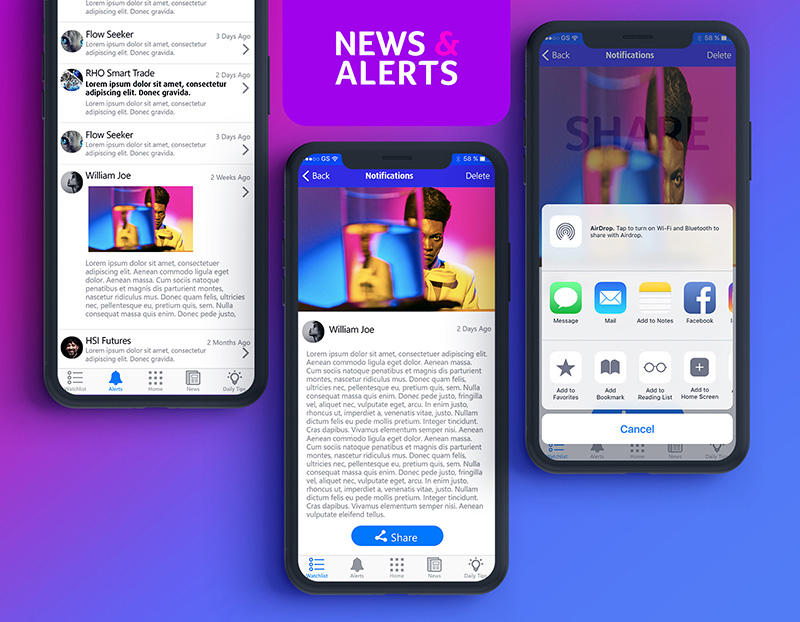 NEWS &
ALERTS
Flow Seeker
3 Days Ago
Lorem ipsum dolor sit amet, consectetur
adipiscing elit. Donec gravida.
RHO Smart Trade
2 Days Ago
Lorem ipsum dolor sit amet, consectetur
adipiscing elit. Donec gravida.
Lorem ipsum dolor sit amet, consectetur
adipiscing elit. Donec gravida.
Flow Seeker
3 Days Ago
Lorem ipsum dolor sit amet, consectetur
adipiscing elit. Donec gravida.
William Joe
2 Weeks Ago
Lorem ipsum dolor sit amet, consectetuer
adipiscing elit. Aenean commodo ligula eget
dolor. Aenean massa. Cum sociis natoque
penatibus et magnis dis parturient montes,
nascetur ridiculus mus. Donec quam felis, ultricies
nec, pellentesque eu, pretium quis, sem. Nulla
consequat massa quis enim. Donec pede justo,
HSI Futures
2 Months Ago
Lorem ipsum dolor sit amet, consectetur
adipiscing elit. Donec gravida.
Watchlist Alerts Home News Daily Tips
GS 58 %
Back Notifications Delete
William Joe
2 Days Ago
Lorem ipsum dolor sit amet, consectetuer adipiscing elit.
Aenean commodo ligula eget dolor. Aenean massa.
Cum sociis natoque penatibus et magnis dis parturient
montes, nascetur ridiculus mus. Donec quam felis,
ultricies nec, pellentesque eu, pretium quis, sem. Nulla
consequat massa quis enim. Donec pede justo, fringilla
vel, aliquet nec, vulputate eget, arcu. In enim justo,
rhoncus ut, imperdiet a, venenatis vitae, justo. Nullam
dictum felis eu pede mollis pretium. Integer tincidunt.
Cras dapibus. Vivamus elementum semper nisi. Aenean
commodo ligula eget dolor. Aenean massa.
Cum sociis natoque penatibus et magnis dis parturient
montes, nascetur ridiculus mus. Donec quam felis,
ultricies nec, pellentesque eu, pretium quis, sem. Nulla
consequat massa quis enim. Donec pede justo, fringilla
vel, aliquet nec, vulputate eget, arcu. In enim justo,
rhoncus ut, imperdiet a, venenatis vitae, justo. Nullam
dictum felis eu pede mollis pretium. Integer tincidunt.
Cras dapibus. Vivamus elementum semper nisi. Aenean
vulputate eleifend tellus.
Share
Watchlist Alerts Home News Daily Tips
GS 58 %
Back Notifications Delete
SHARE
AirDrop. Tap to turn on Wi-Fi and Bluetooth to
share with Airdrop.
Message Mail Add to Notes Facebook
Add to Favorites
Add Bookmark
Add to Reading List
Add to Home Screen
Cancel
Watchlist Alerts Home News Daily Tips